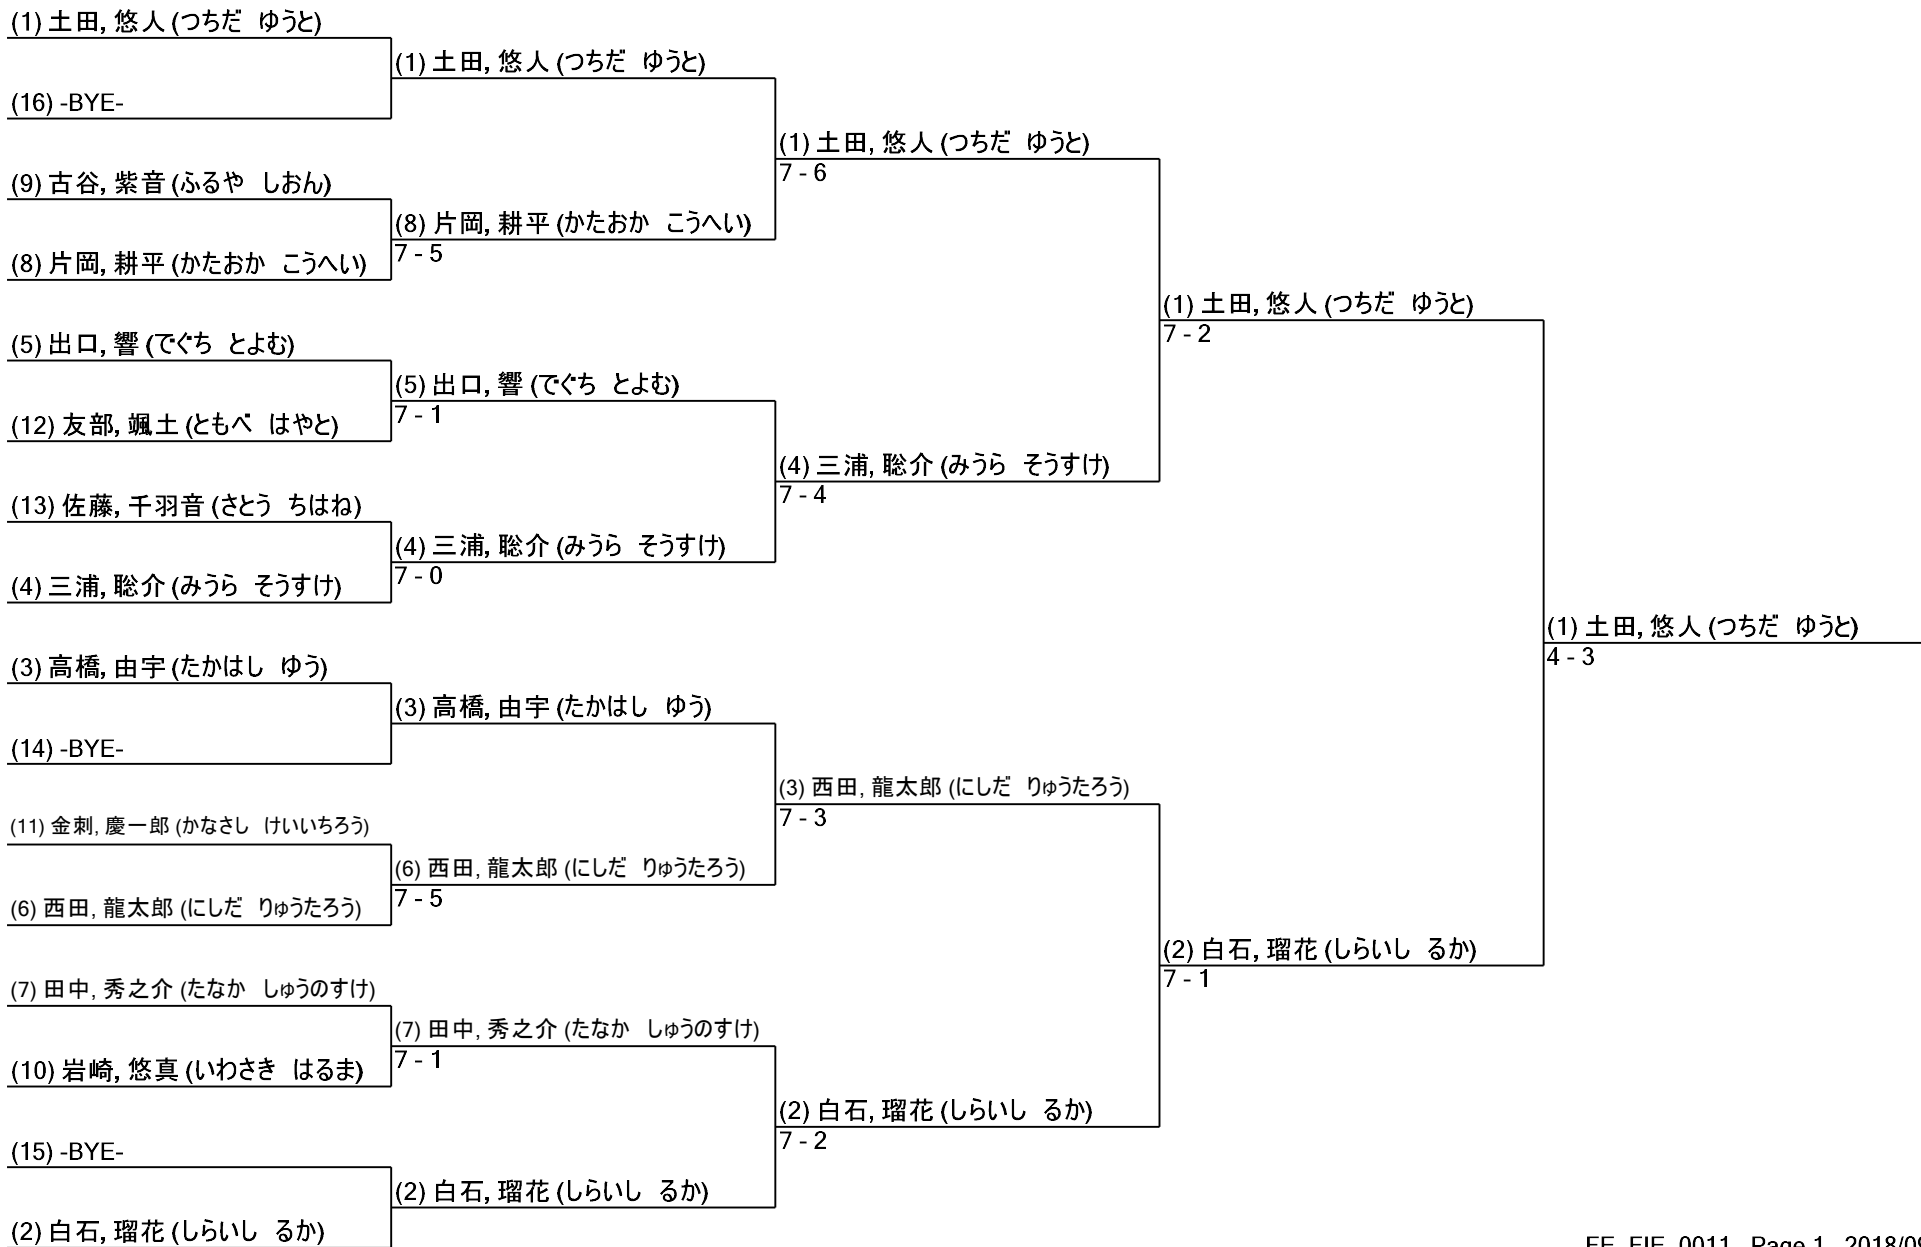 (1) 土田, 悠人 (つちだ　ゆうと)
(1) 土田, 悠人 (つちだ　ゆうと)
(16) -BYE-
(1) 土田, 悠人 (つちだ　ゆうと)
7 - 6
(9) 古谷, 紫音 (ふるや　しおん)
(8) 片岡, 耕平 (かたおか　こうへい)
7 - 5
(8) 片岡, 耕平 (かたおか　こうへい)
(1) 土田, 悠人 (つちだ　ゆうと)
7 - 2
(5) 出口, 響 (でぐち　とよむ)
(5) 出口, 響 (でぐち　とよむ)
7 - 1
(12) 友部, 颯土 (ともべ　はやと)
(4) 三浦, 聡介 (みうら　そうすけ)
7 - 4
(13) 佐藤, 千羽音 (さとう　ちはね)
(4) 三浦, 聡介 (みうら　そうすけ)
7 - 0
(4) 三浦, 聡介 (みうら　そうすけ)
(1) 土田, 悠人 (つちだ　ゆうと)
4 - 3
(3) 高橋, 由宇 (たかはし　ゆう)
(3) 高橋, 由宇 (たかはし　ゆう)
(14) -BYE-
(3) 西田, 龍太郎 (にしだ　りゅうたろう)
7 - 3
(11) 金刺, 慶一郎 (かなさし　けいいちろう)
(6) 西田, 龍太郎 (にしだ　りゅうたろう)
7 - 5
(6) 西田, 龍太郎 (にしだ　りゅうたろう)
(2) 白石, 瑠花 (しらいし　るか)
7 - 1
(7) 田中, 秀之介 (たなか　しゅうのすけ)
(7) 田中, 秀之介 (たなか　しゅうのすけ)
7 - 1
(10) 岩崎, 悠真 (いわさき　はるま)
(2) 白石, 瑠花 (しらいし　るか)
7 - 2
(15) -BYE-
(2) 白石, 瑠花 (しらいし　るか)
(2) 白石, 瑠花 (しらいし　るか)